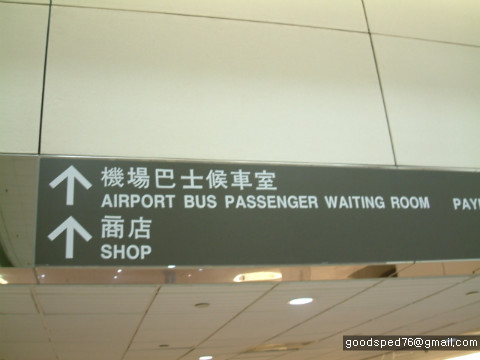 機場巴士候車室
AIRPORT BUS PASSENGER WAITING ROOM
商店
SHOP
goodsped76@gmail.com